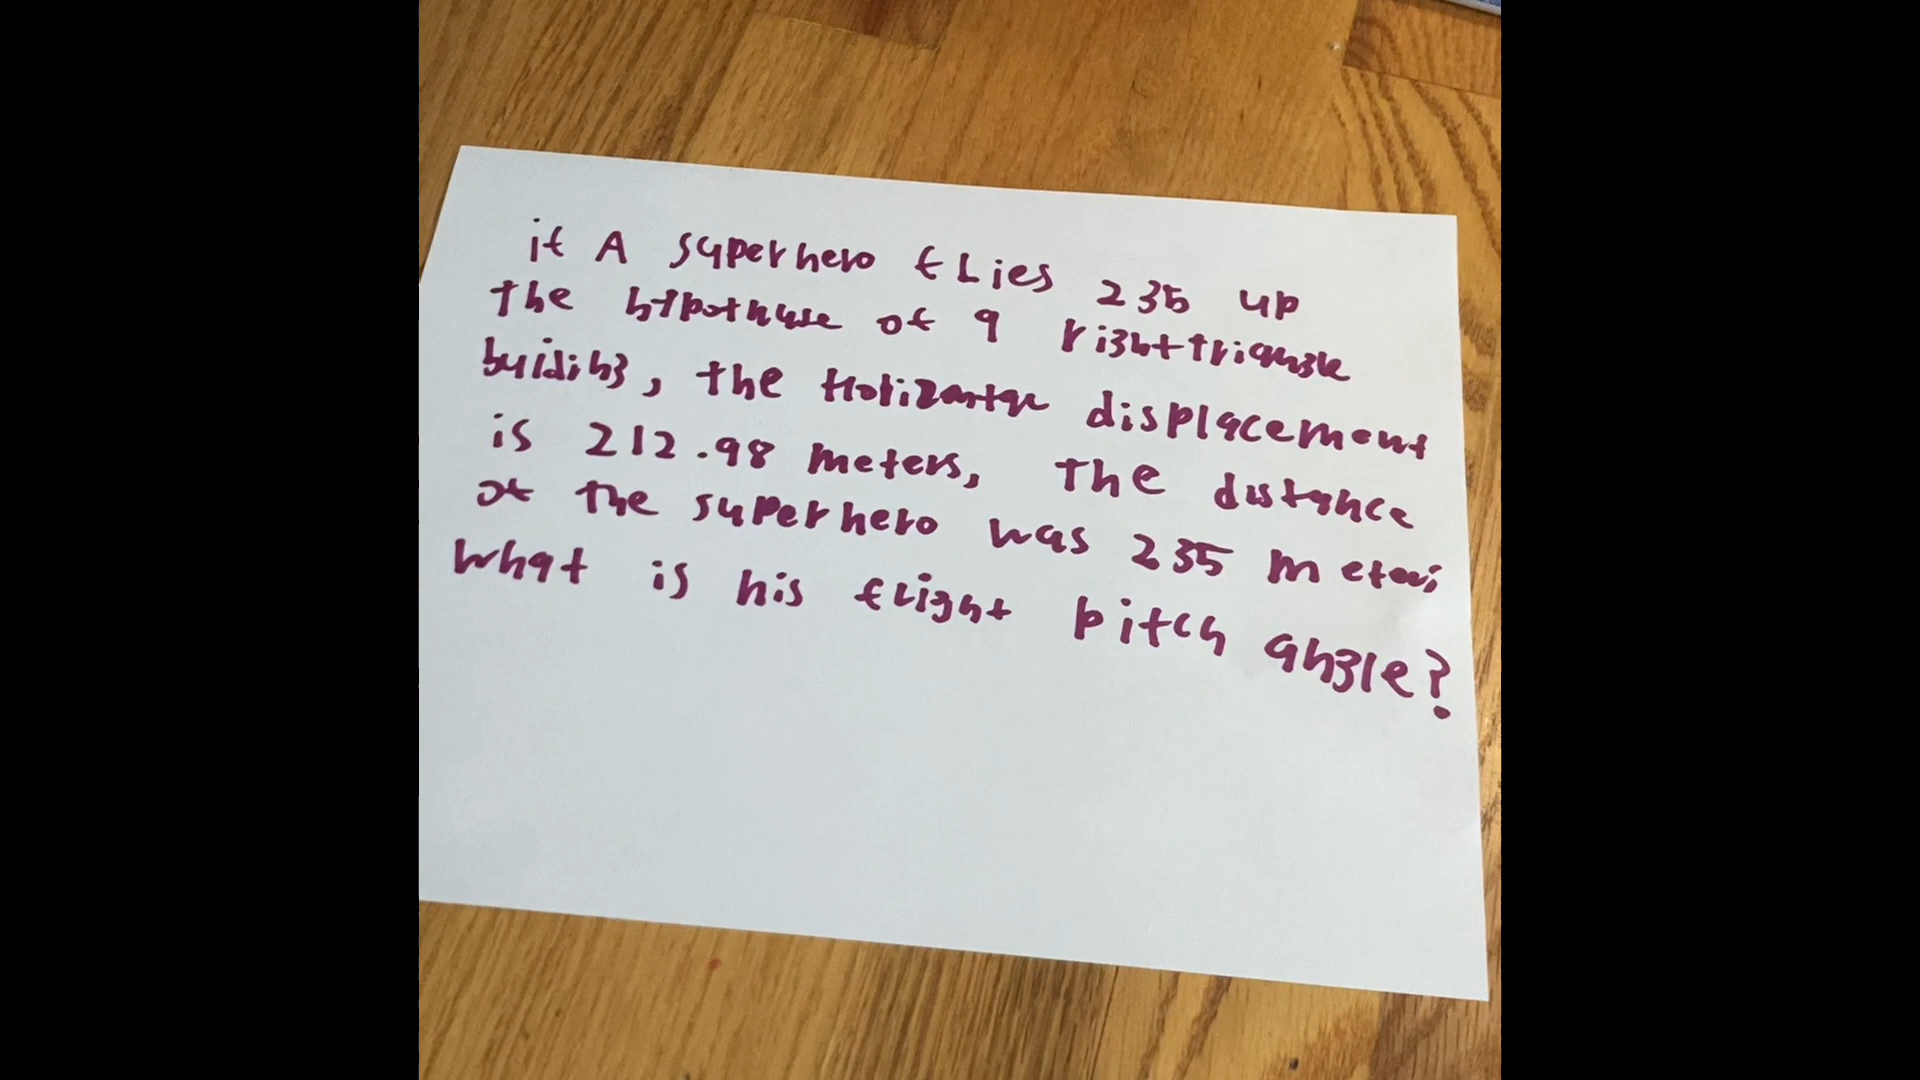 if A superhero flies 235 up
the hypothnuse of a right triangle
building, the Horizontal displacement
is 212.98 meters, The distance
of the superhero was 235 meters,
what is his flight pitch angle?